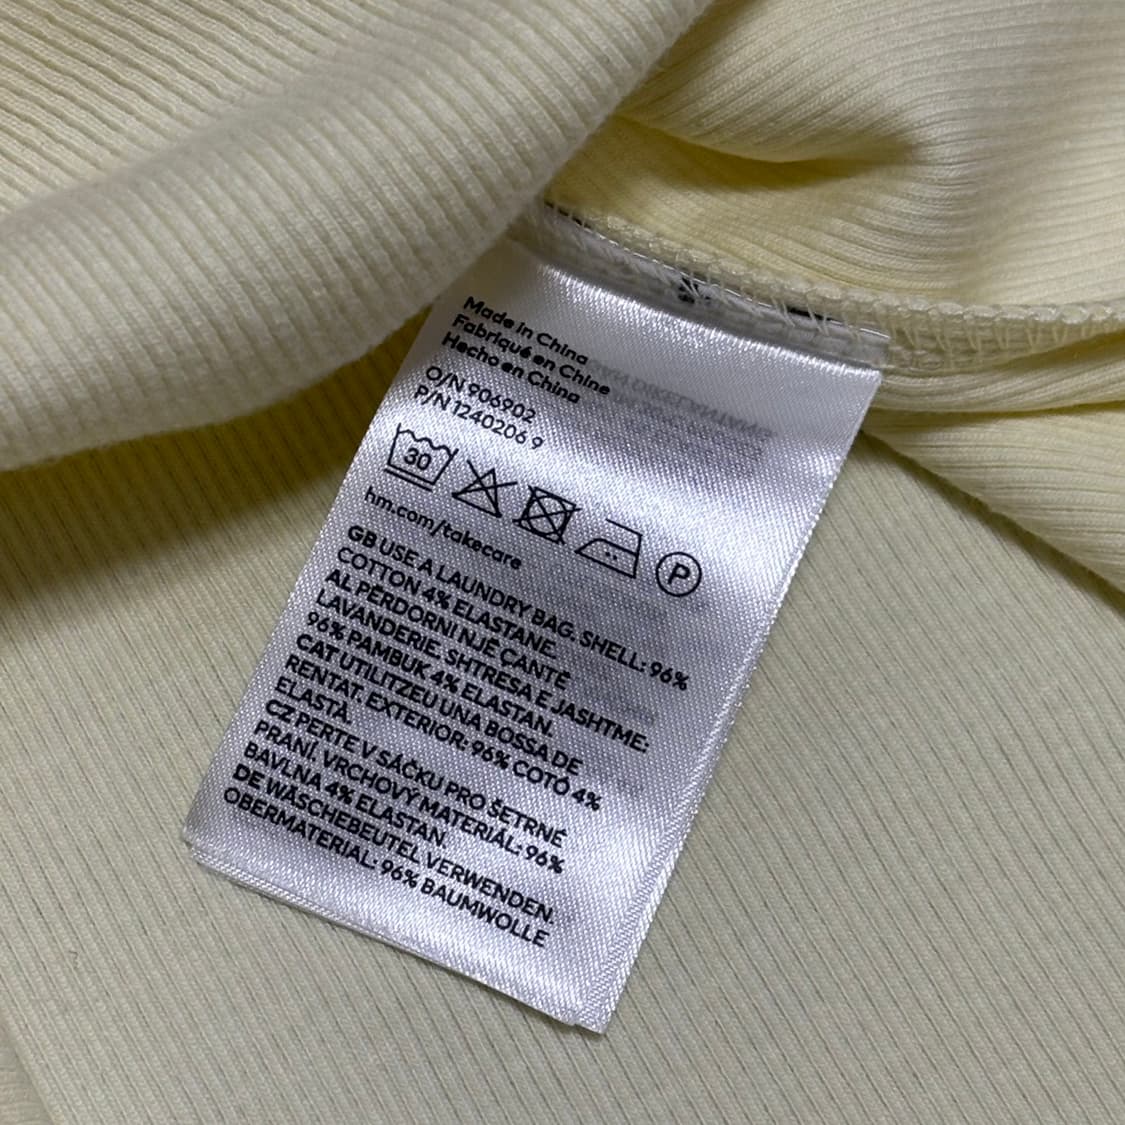 Made in China
Fabriqué en Chine
Hecho en China
O/N 906902
P/N 1240206 9
30
P
hm.com/takecare
GB USE A LAUNDRY BAG. SHELL: 96%
COTTON 4% ELASTANE.
AL PËRDORNI NJË ÇANTË
LAVANDERIE. SHTRESA E JASHTME:
96% PAMBUK 4% ELASTAN.
CAT UTILITZEU UNA BOSSA DE
RENTAT. EXTERIOR: 96% COTÓ 4%
ELASTÀ.
CZ PERTE V SÁČKU PRO ŠETRNÉ
PRANÍ. VRCHOVÝ MATERIÁL: 96%
BAVLNA 4% ELASTAN.
DE WÄSCHEBEUTEL VERWENDEN.
OBERMATERIAL: 96% BAUMWOLLE